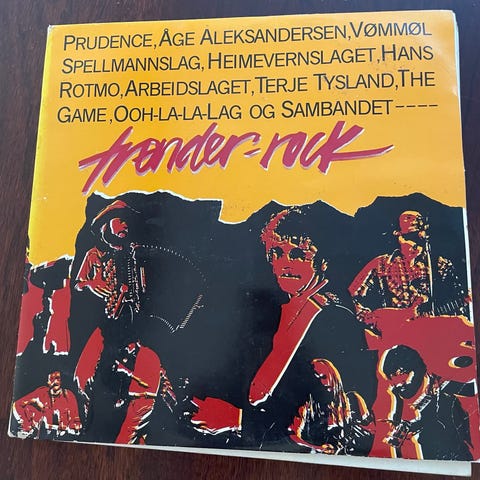 PRUDENCE, ÅGE ALEKSANDERSEN, VØMMØL
SPELLMANNSLAG, HEIMEVERNSLAGET, HANS
ROTMO, ARBEIDSLAGET, TERJE TYSLAND, THE
GAME, OOH-LA-LA-LAG OG SAMBANDET----
trønder-rock